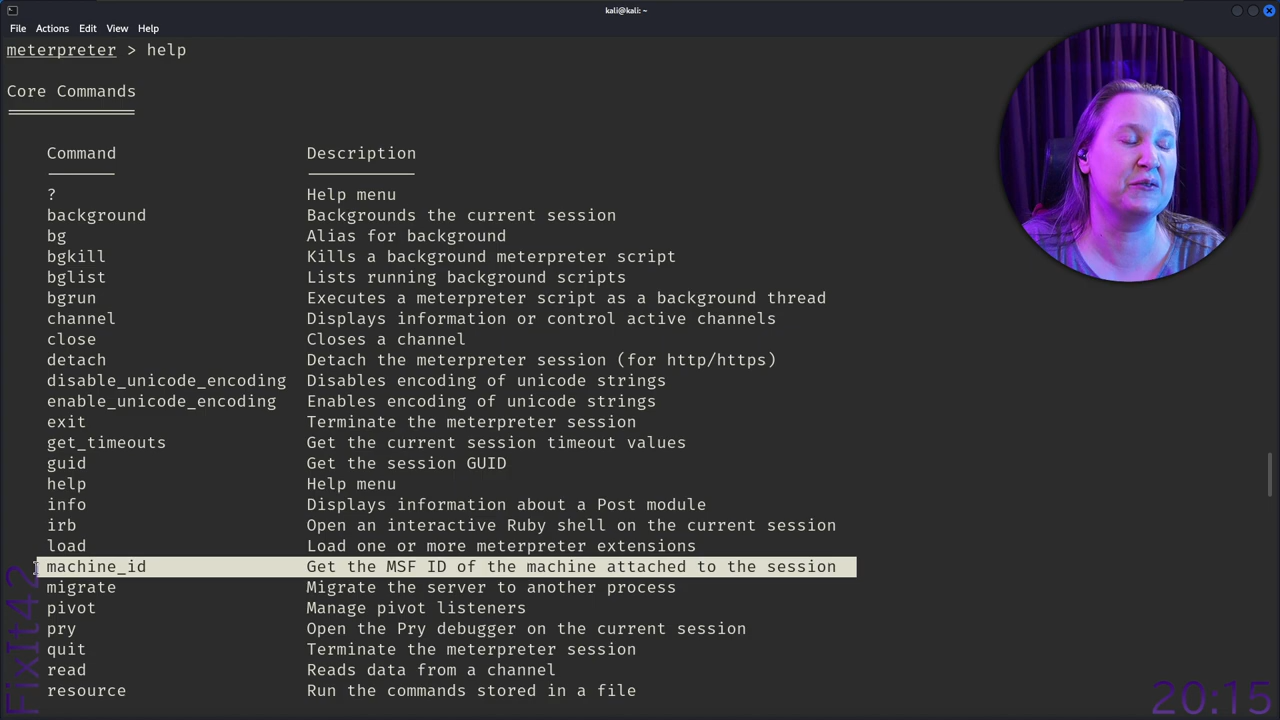 kali@kali: ~
File Actions Edit View Help
meterpreter > help
Core Commands
=============
Command Description
------- -----------
? Help menu
background Backgrounds the current session
bg Alias for background
bgkill Kills a background meterpreter script
bglist Lists running background scripts
bgrun Executes a meterpreter script as a background thread
channel Displays information or control active channels
close Closes a channel
detach Detach the meterpreter session (for http/https)
disable_unicode_encoding Disables encoding of unicode strings
enable_unicode_encoding Enables encoding of unicode strings
exit Terminate the meterpreter session
get_timeouts Get the current session timeout values
guid Get the session GUID
help Help menu
info Displays information about a Post module
irb Open an interactive Ruby shell on the current session
load Load one or more meterpreter extensions
machine_id Get the MSF ID of the machine attached to the session
migrate Migrate the server to another process
pivot Manage pivot listeners
pry Open the Pry debugger on the current session
quit Terminate the meterpreter session
read Reads data from a channel
resource Run the commands stored in a file
FixIt42
20:15